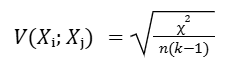 V(Xᵢ; Xⱼ) = √(χ² / n(k−1))